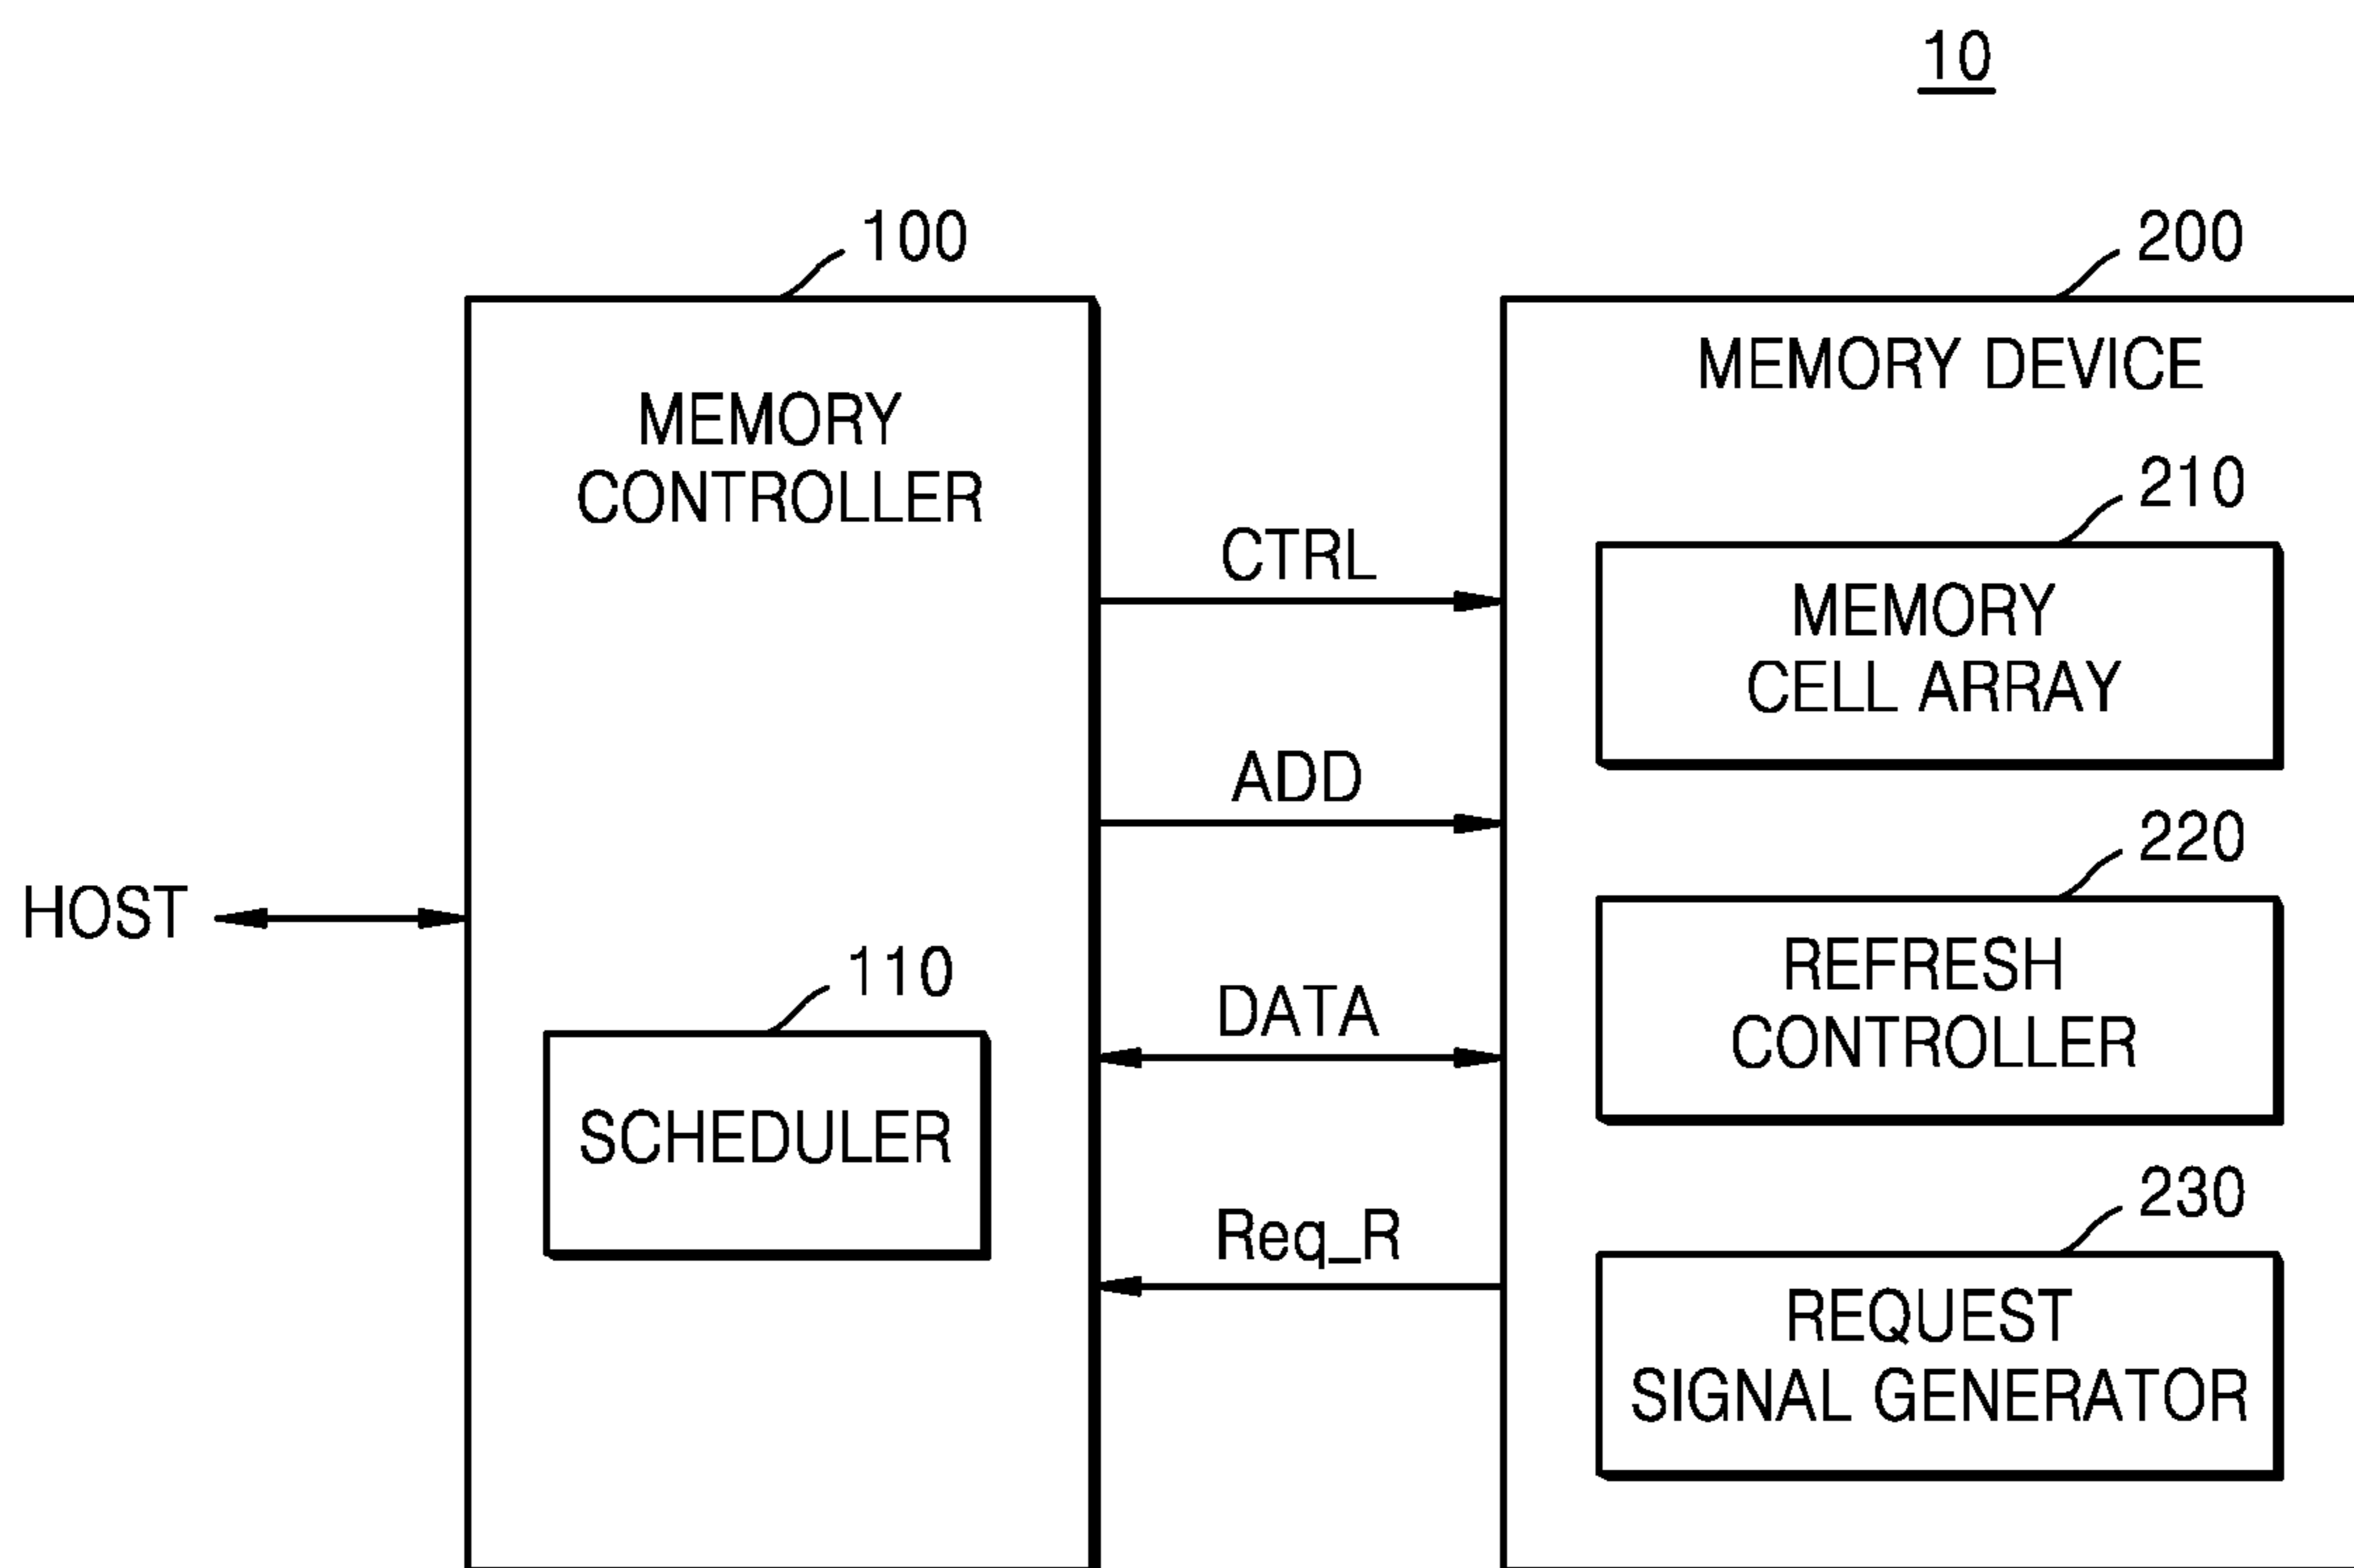 10
100
MEMORY
CONTROLLER
HOST
110
SCHEDULER
CTRL
ADD
DATA
Req_R
200
MEMORY DEVICE
210
MEMORY
CELL ARRAY
220
REFRESH
CONTROLLER
230
REQUEST
SIGNAL GENERATOR